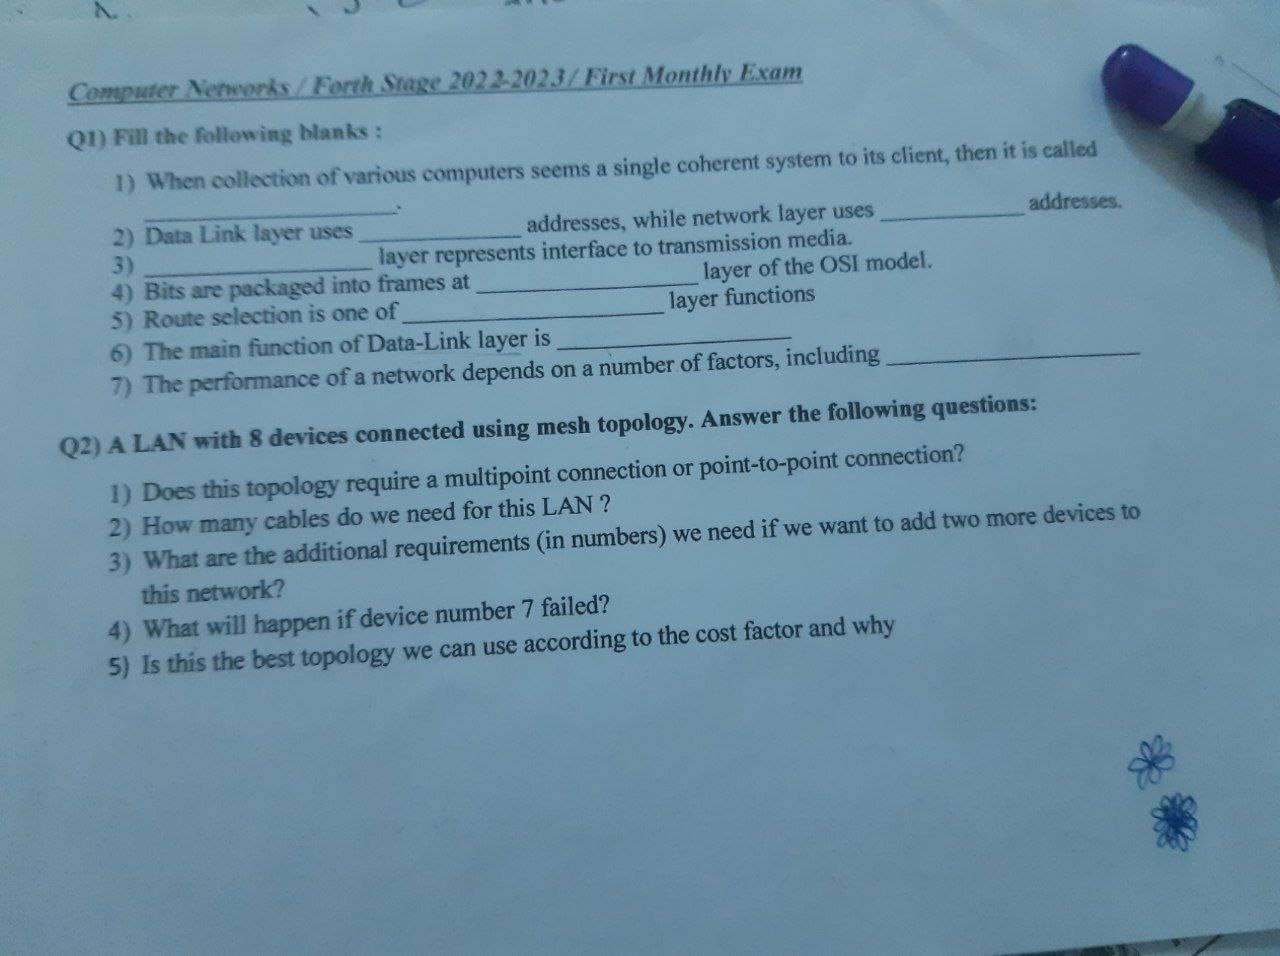 Computer Networks / Forth Stage 2022-2023/ First Monthly Exam
Q1) Fill the following blanks :
1) When collection of various computers seems a single coherent system to its client, then it is called
____________________.
2) Data Link layer uses ______________ addresses, while network layer uses ____________ addresses.
3) ____________________ layer represents interface to transmission media.
4) Bits are packaged into frames at ____________________ layer of the OSI model.
5) Route selection is one of ______________________ layer functions
6) The main function of Data-Link layer is ____________________
7) The performance of a network depends on a number of factors, including ______________________
Q2) A LAN with 8 devices connected using mesh topology. Answer the following questions:
1) Does this topology require a multipoint connection or point-to-point connection?
2) How many cables do we need for this LAN ?
3) What are the additional requirements (in numbers) we need if we want to add two more devices to
this network?
4) What will happen if device number 7 failed?
5) Is this the best topology we can use according to the cost factor and why